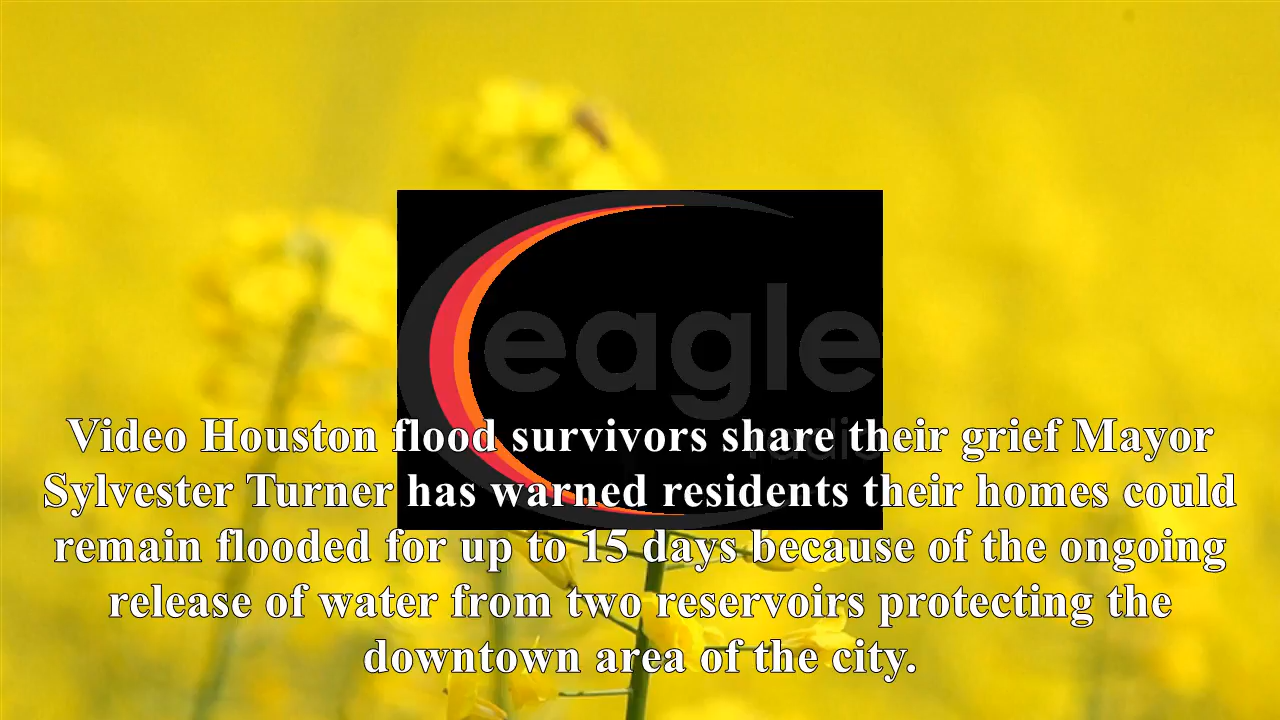 eagle
radio
Video Houston flood survivors share their grief Mayor
Sylvester Turner has warned residents their homes could
remain flooded for up to 15 days because of the ongoing
release of water from two reservoirs protecting the
downtown area of the city.